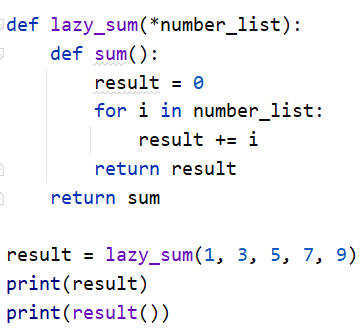 def lazy_sum(*number_list):
    def sum():
        result = 0
        for i in number_list:
            result += i
        return result
    return sum

result = lazy_sum(1, 3, 5, 7, 9)
print(result)
print(result())